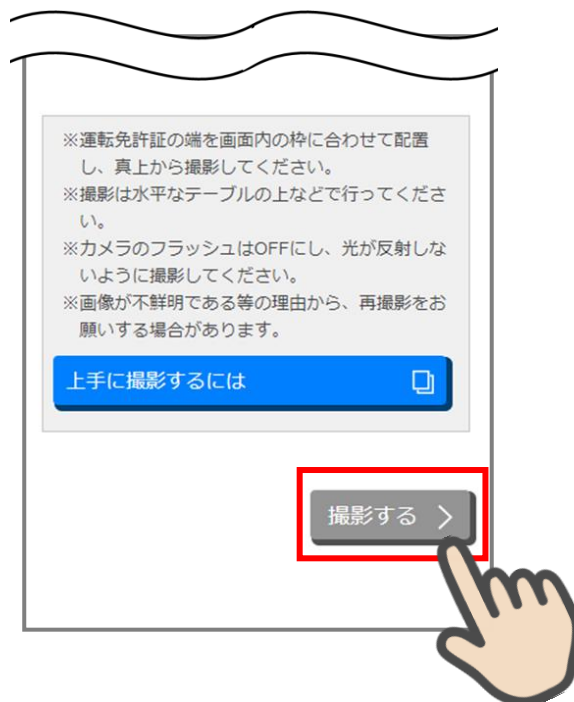 ※運転免許証の端を画面内の枠に合わせて配置
し、真上から撮影してください。
※撮影は水平なテーブルの上などで行ってくださ
い。
※カメラのフラッシュはOFFにし、光が反射しな
いように撮影してください。
※画像が不鮮明である等の理由から、再撮影をお
願いする場合があります。
上手に撮影するには
撮影する